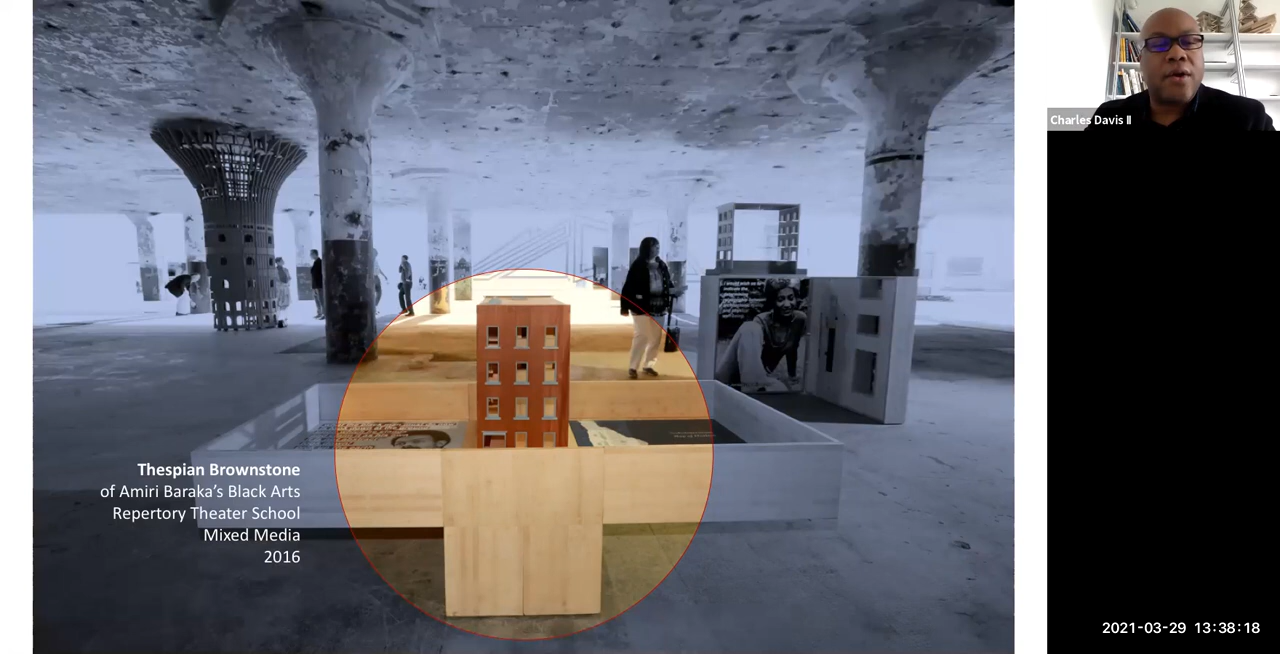 Charles Davis II
Thespian Brownstone
of Amiri Baraka's Black Arts
Repertory Theater School
Mixed Media
2016
2021-03-29 13:38:18